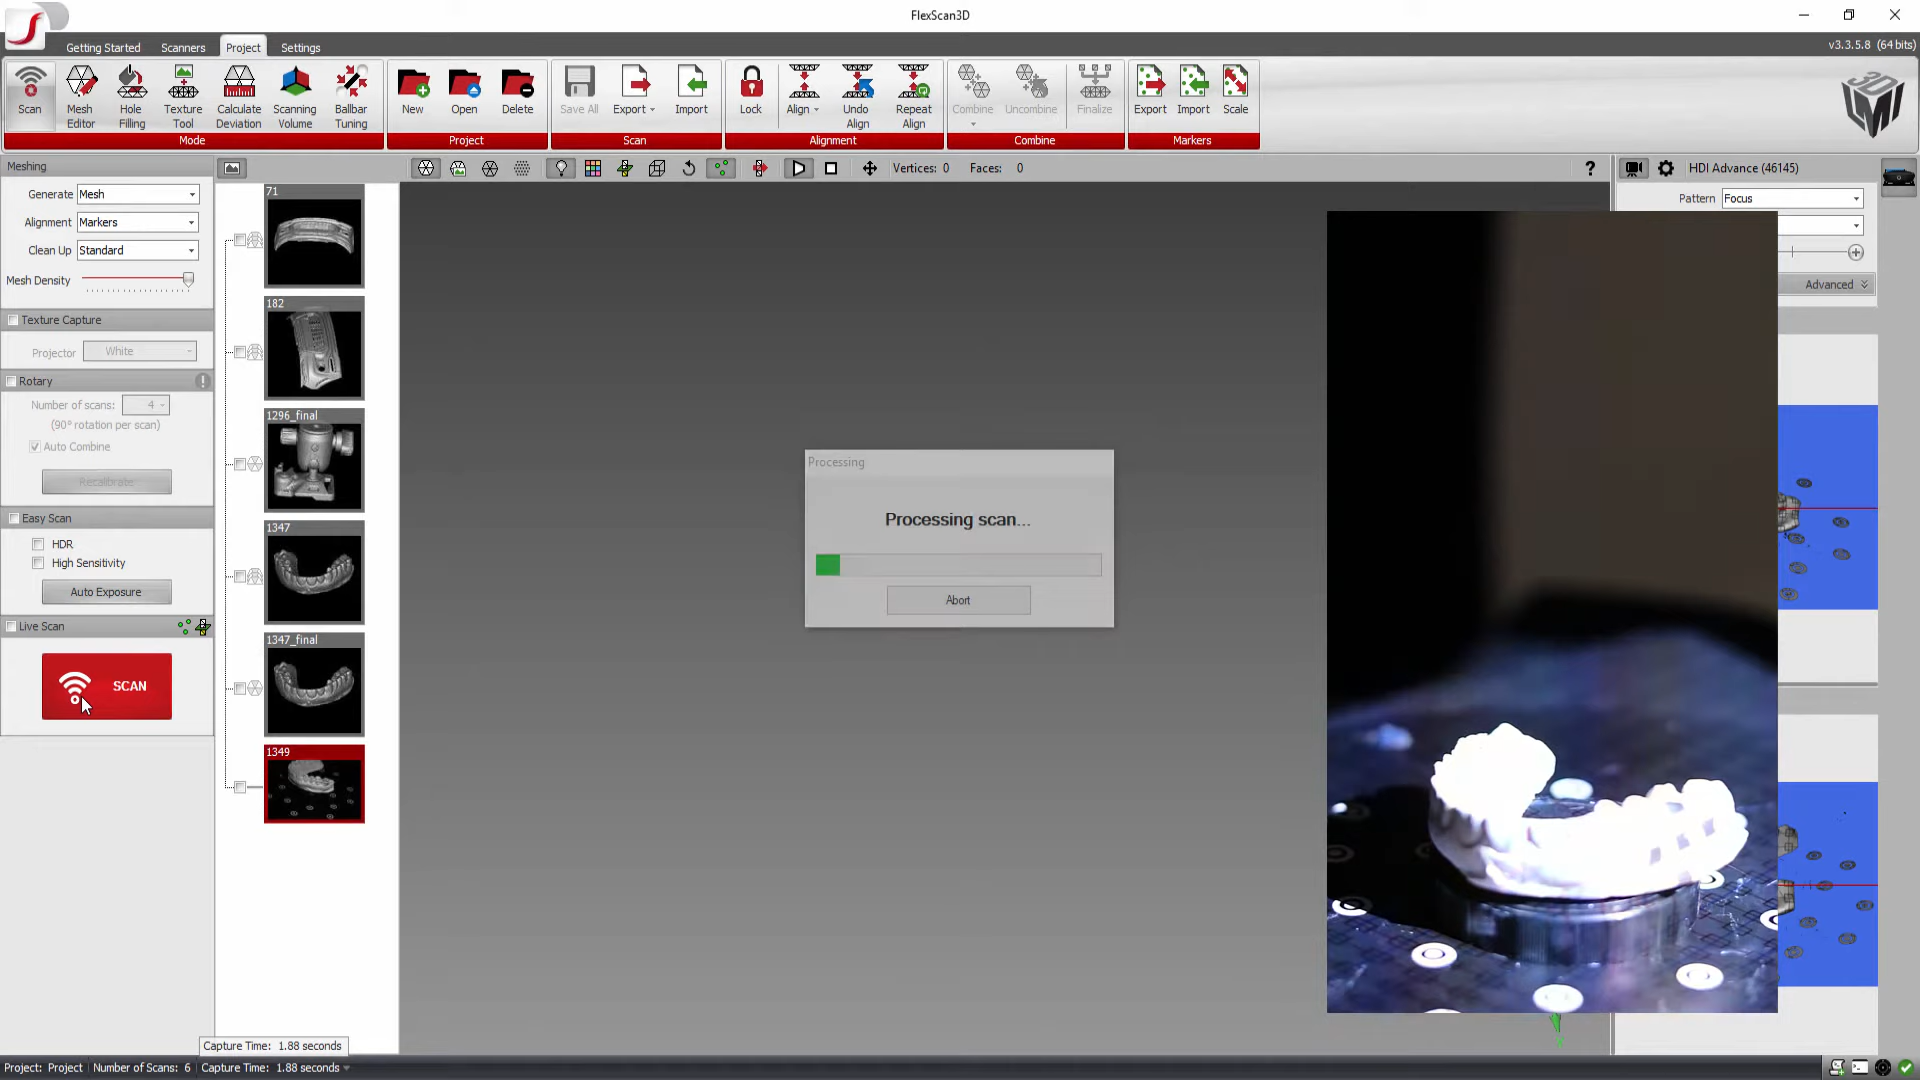 FlexScan3D
Getting Started Scanners Project Settings
v3.3.5.8 (64 bits)
Scan Mesh Editor Hole Filling Texture Tool Calculate Deviation Scanning Volume Ballbar Tuning
New Open Delete
Save All Export Import
Lock Align Undo Align Repeat Align
Combine Uncombine Finalize
Export Import Scale
Mode Project Scan Alignment Combine Markers
Meshing
Vertices: 0 Faces: 0
?
HDI Advance (46145)
Generate Mesh
Alignment Markers
Clean Up Standard
Mesh Density
Texture Capture
Projector White
Rotary
Number of scans: 4
(90° rotation per scan)
Auto Combine
Recalibrate
Easy Scan
HDR
High Sensitivity
Auto Exposure
Live Scan
SCAN
71
182
1296_final
1347
1347_final
1349
Processing
Processing scan...
Abort
Pattern Focus
Advanced
Capture Time: 1.88 seconds
Project: Project Number of Scans: 6 Capture Time: 1.88 seconds